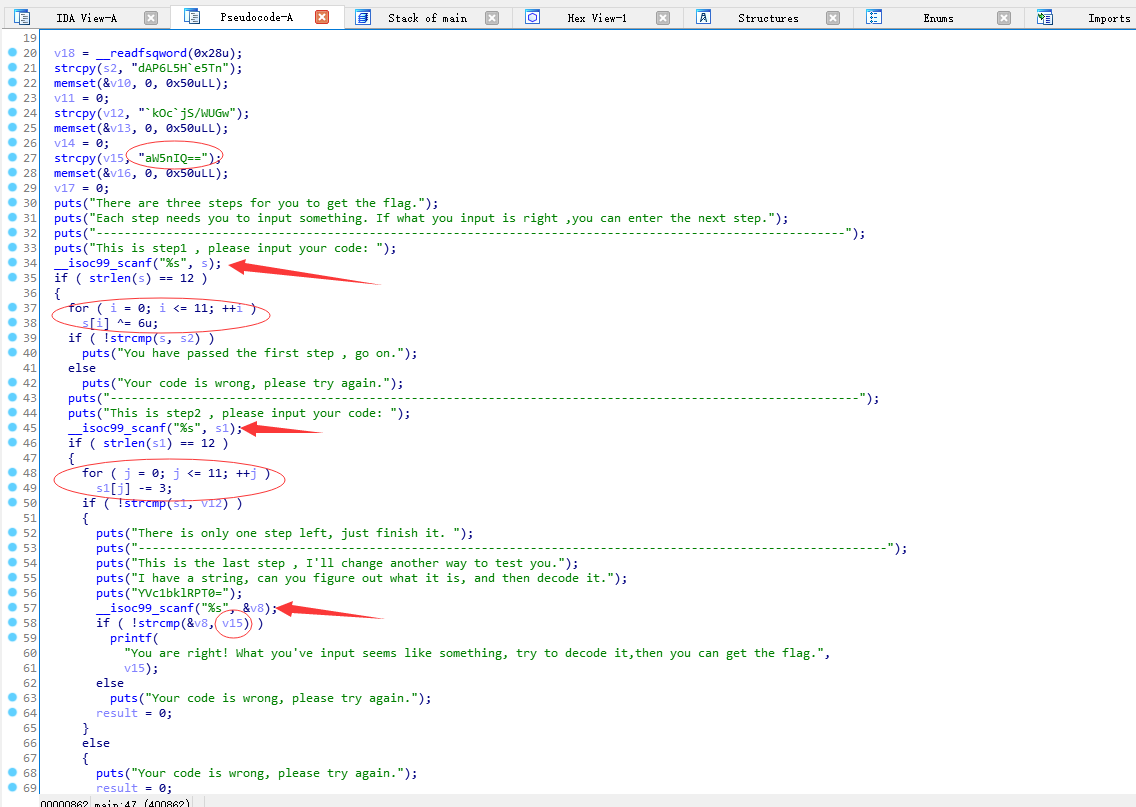 IDA View-A Pseudocode-A Stack of main Hex View-1 Structures Enums Imports
19
20 v18 = __readfsqword(0x28u);
21 strcpy(s2, "dAP6L5H`e5Tn");
22 memset(&v10, 0, 0x50uLL);
23 v11 = 0;
24 strcpy(v12, "`kOc`jS/WUGw");
25 memset(&v13, 0, 0x50uLL);
26 v14 = 0;
27 strcpy(v15, "aW5nIQ==");
28 memset(&v16, 0, 0x50uLL);
29 v17 = 0;
30 puts("There are three steps for you to get the flag.");
31 puts("Each step needs you to input something. If what you input is right ,you can enter the next step.");
32 puts("-----------------------------------------------------------------------------------------------------------");
33 puts("This is step1 , please input your code: ");
34 __isoc99_scanf("%s", s);
35 if ( strlen(s) == 12 )
36 {
37 for ( i = 0; i <= 11; ++i )
38 s[i] ^= 6u;
39 if ( !strcmp(s, s2) )
40 puts("You have passed the first step , go on.");
41 else
42 puts("Your code is wrong, please try again.");
43 puts("-----------------------------------------------------------------------------------------------------------");
44 puts("This is step2 , please input your code: ");
45 __isoc99_scanf("%s", s1);
46 if ( strlen(s1) == 12 )
47 {
48 for ( j = 0; j <= 11; ++j )
49 s1[j] -= 3;
50 if ( !strcmp(s1, v12) )
51 {
52 puts("There is only one step left, just finish it. ");
53 puts("-----------------------------------------------------------------------------------------------------------");
54 puts("This is the last step , I'll change another way to test you.");
55 puts("I have a string, can you figure out what it is, and then decode it.");
56 puts("YVc1bklRPT0=");
57 __isoc99_scanf("%s", &v8);
58 if ( !strcmp(&v8, v15) )
59 printf(
60 "You are right! What you've input seems like something, try to decode it,then you can get the flag.",
61 v15);
62 else
63 puts("Your code is wrong, please try again.");
64 result = 0;
65 }
66 else
67 {
68 puts("Your code is wrong, please try again.");
69 result = 0;
00000862 main:47 (400862)